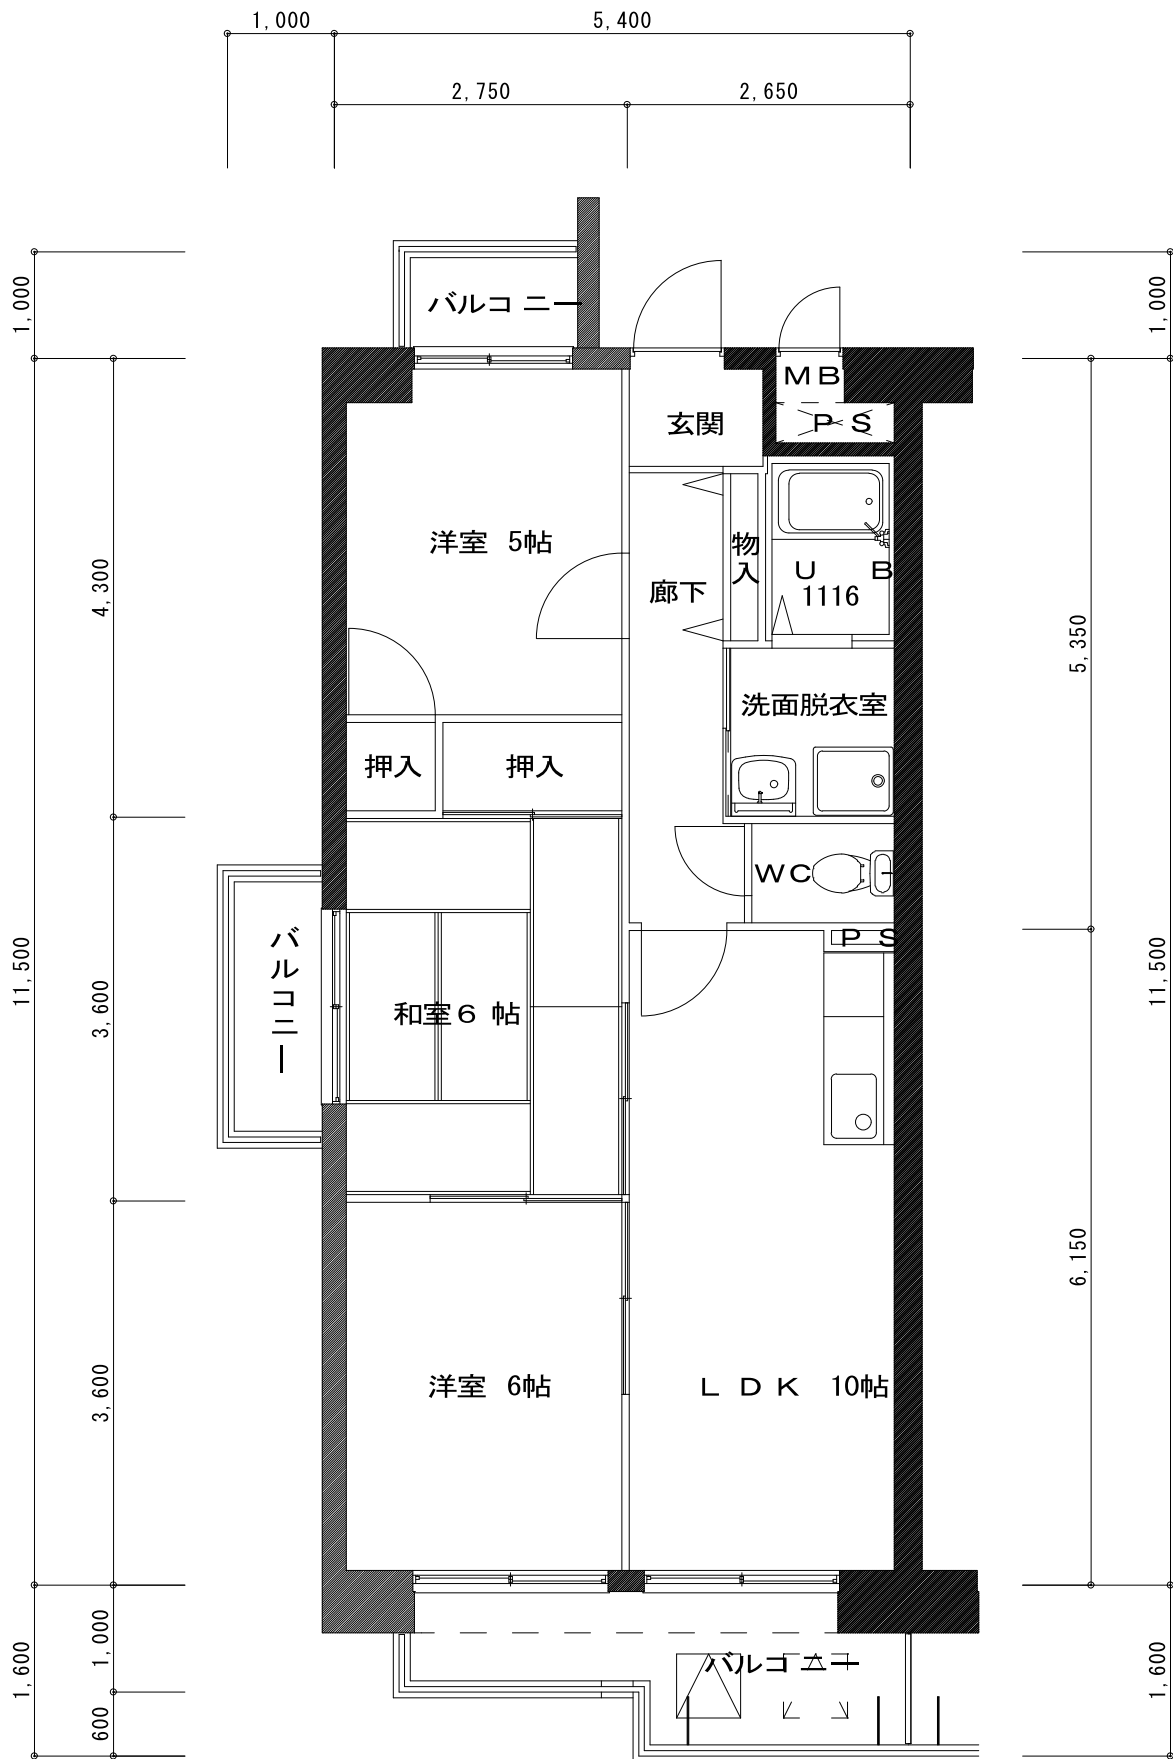 1,000
5,400
2,750
2,650
1,000
1,000
バルコニー
MB
PS
玄関
洋室 5帖
物入
UB
1116
廊下
4,300
5,350
洗面脱衣室
押入
押入
WC
PS
バルコニー
11,500
3,600
和室6帖
11,500
6,150
3,600
洋室 6帖
LDK 10帖
1,600
1,000
600
バルコニー
1,600